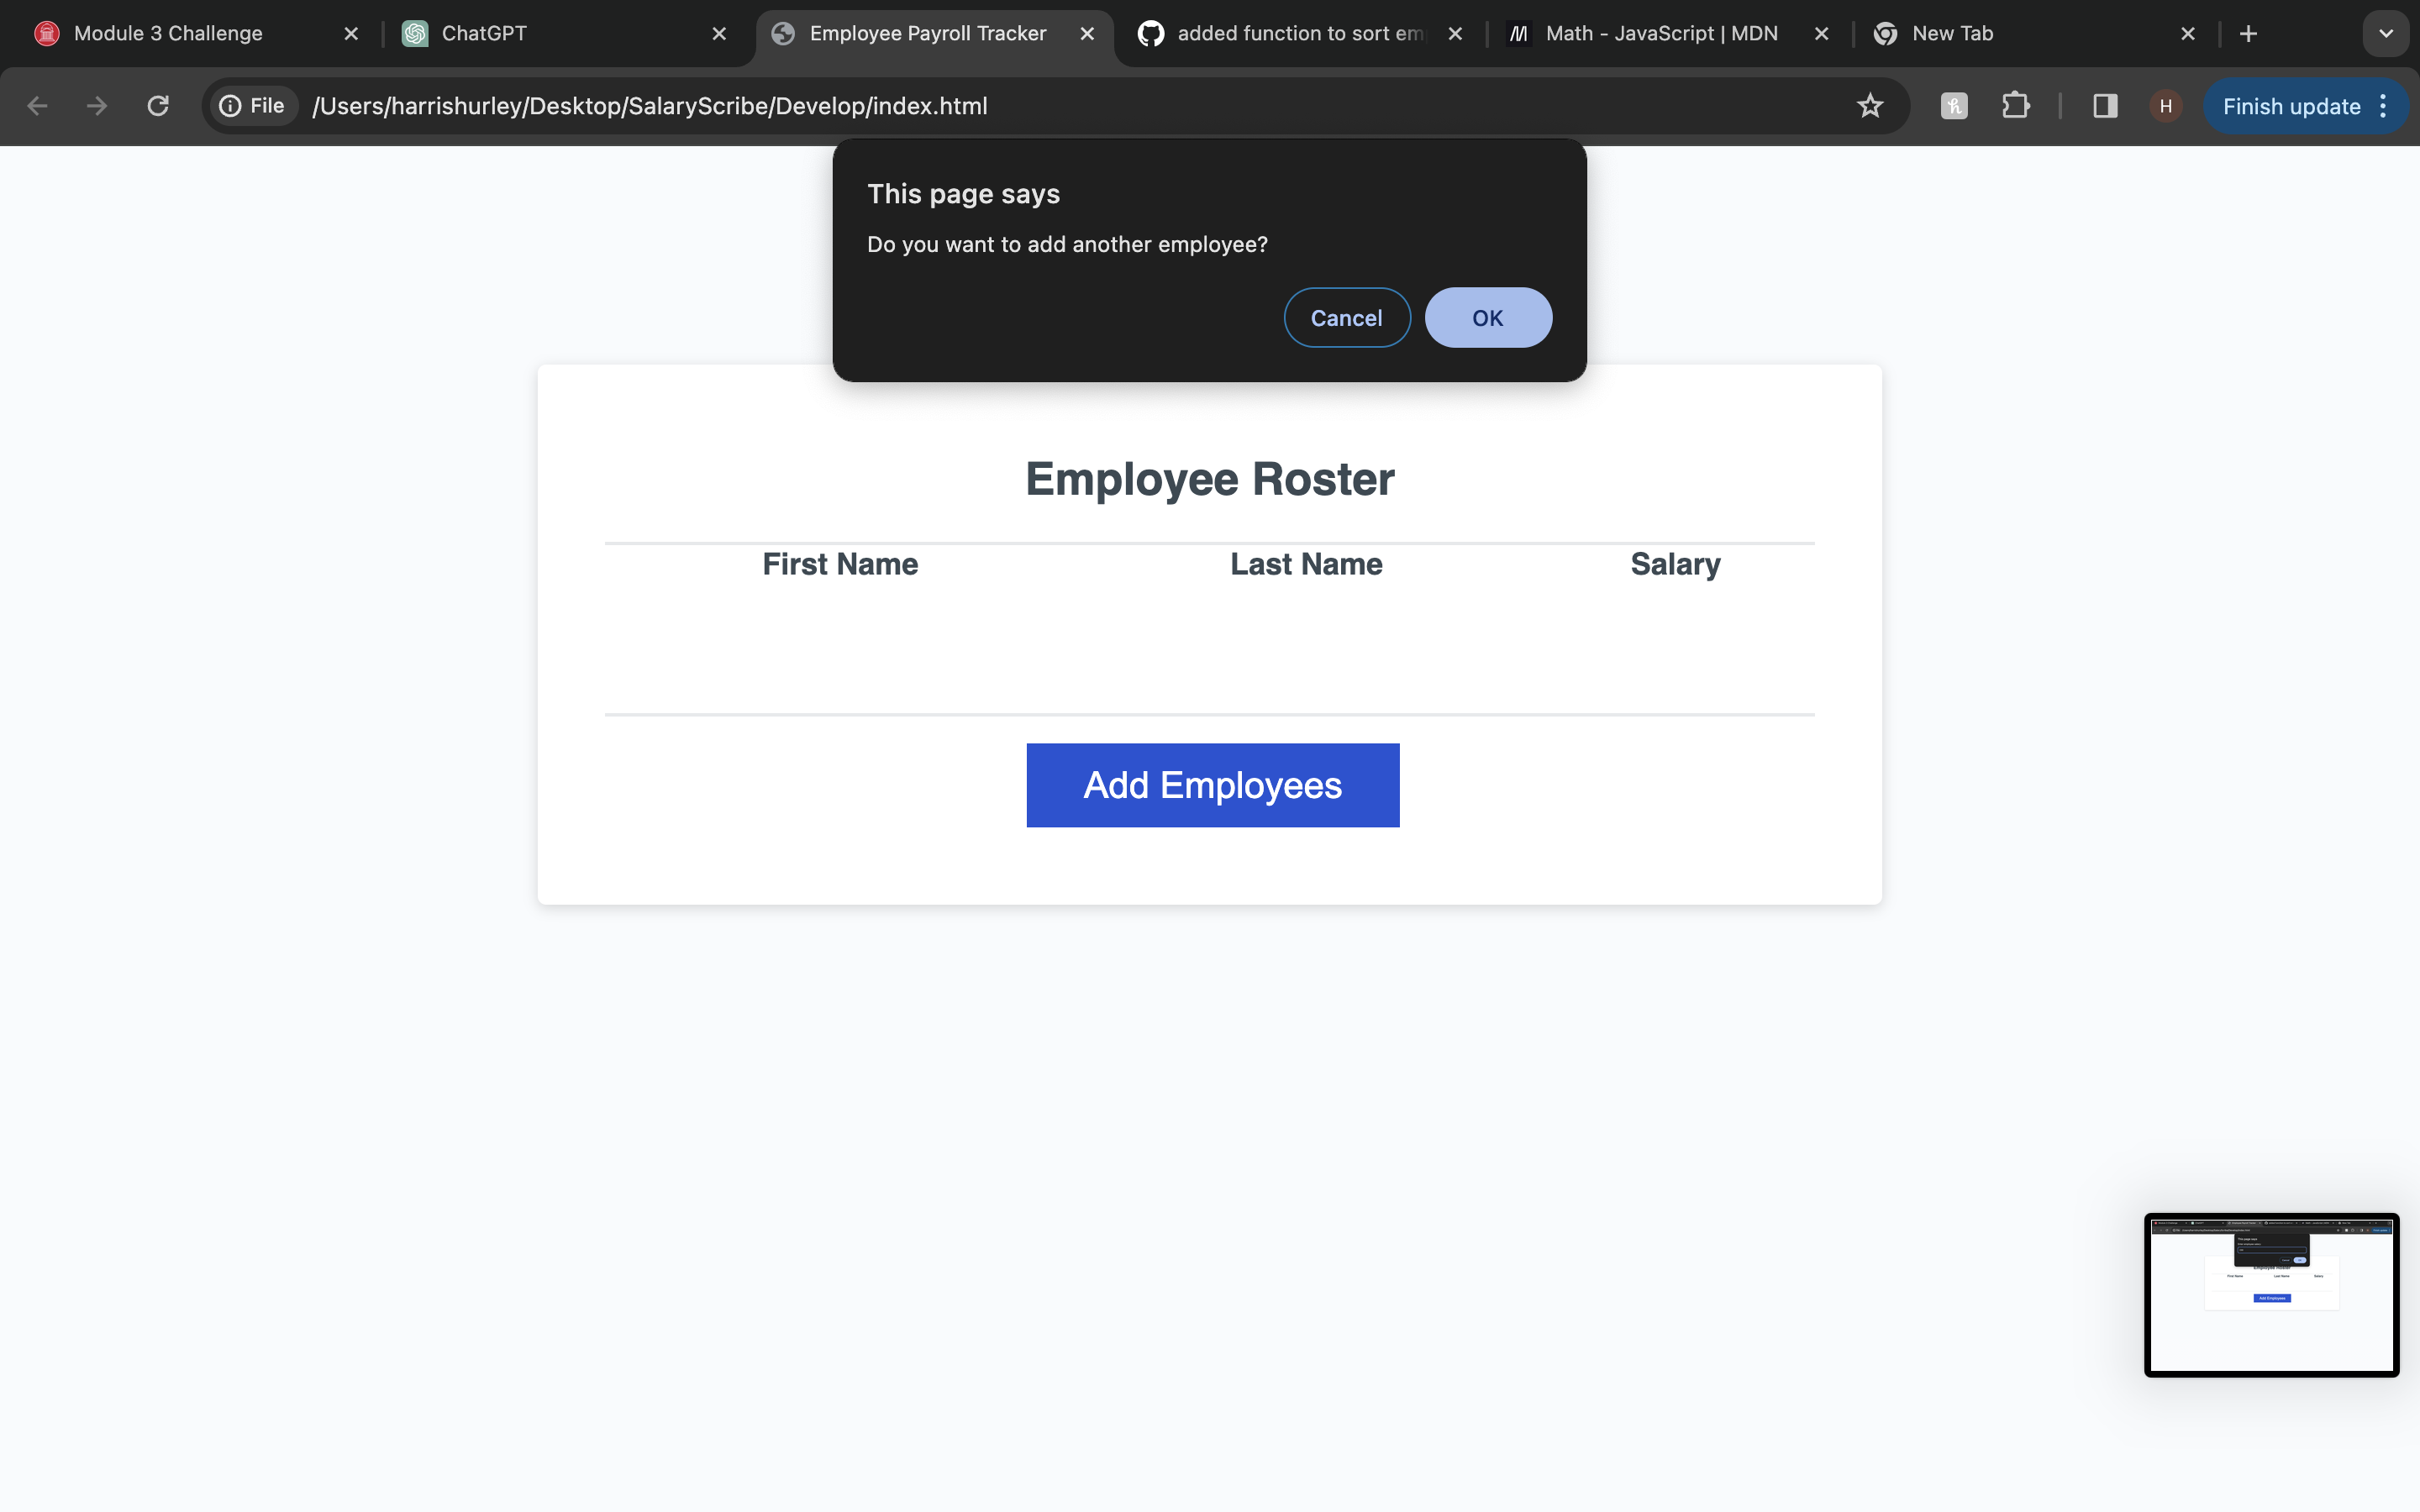 Module 3 Challenge
ChatGPT
Employee Payroll Tracker
added function to sort em
Math - JavaScript | MDN
New Tab
File
/Users/harrishurley/Desktop/SalaryScribe/Develop/index.html
H
Finish update
This page says
Do you want to add another employee?
Cancel
OK
Employee Roster
First Name Last Name Salary
Add Employees